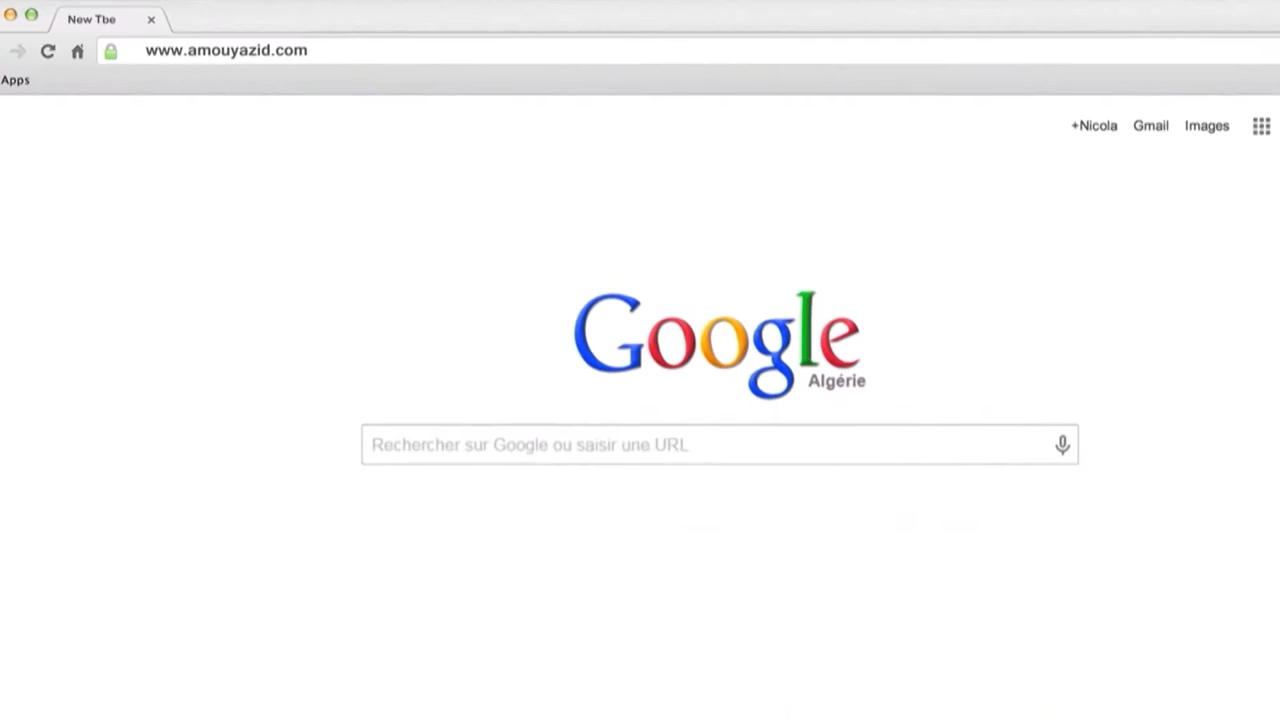 New Tbe
www.amouyazid.com
Apps
+Nicola Gmail Images
Google
Algérie
Rechercher sur Google ou saisir une URL